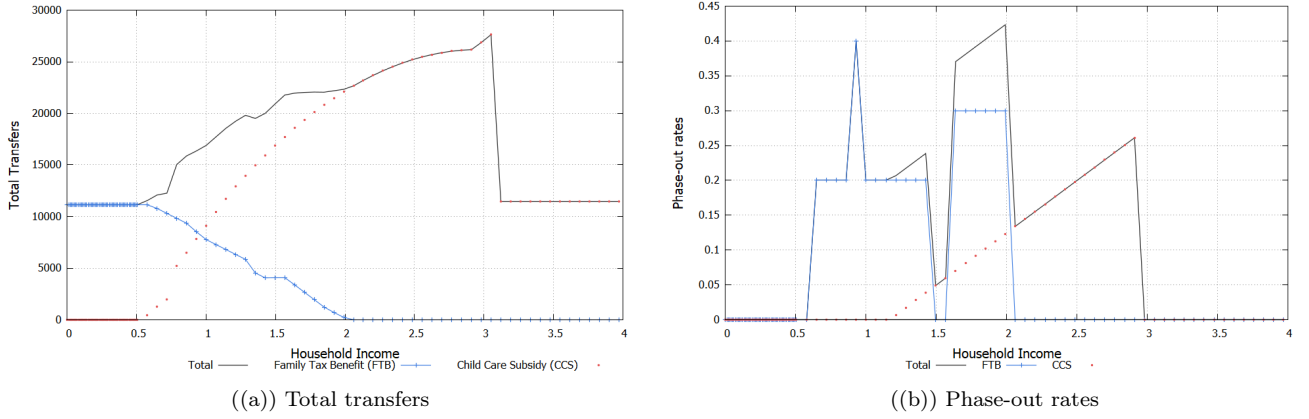 30000
25000
20000
15000
10000
5000
0
Total Transfers
0 0.5 1 1.5 2 2.5 3 3.5 4
Household Income
Total Family Tax Benefit (FTB) Child Care Subsidy (CCS)
((a)) Total transfers
0.45
0.4
0.35
0.3
0.25
0.2
0.15
0.1
0.05
0
Phase-out rates
0 0.5 1 1.5 2 2.5 3 3.5 4
Household Income
Total FTB CCS
((b)) Phase-out rates